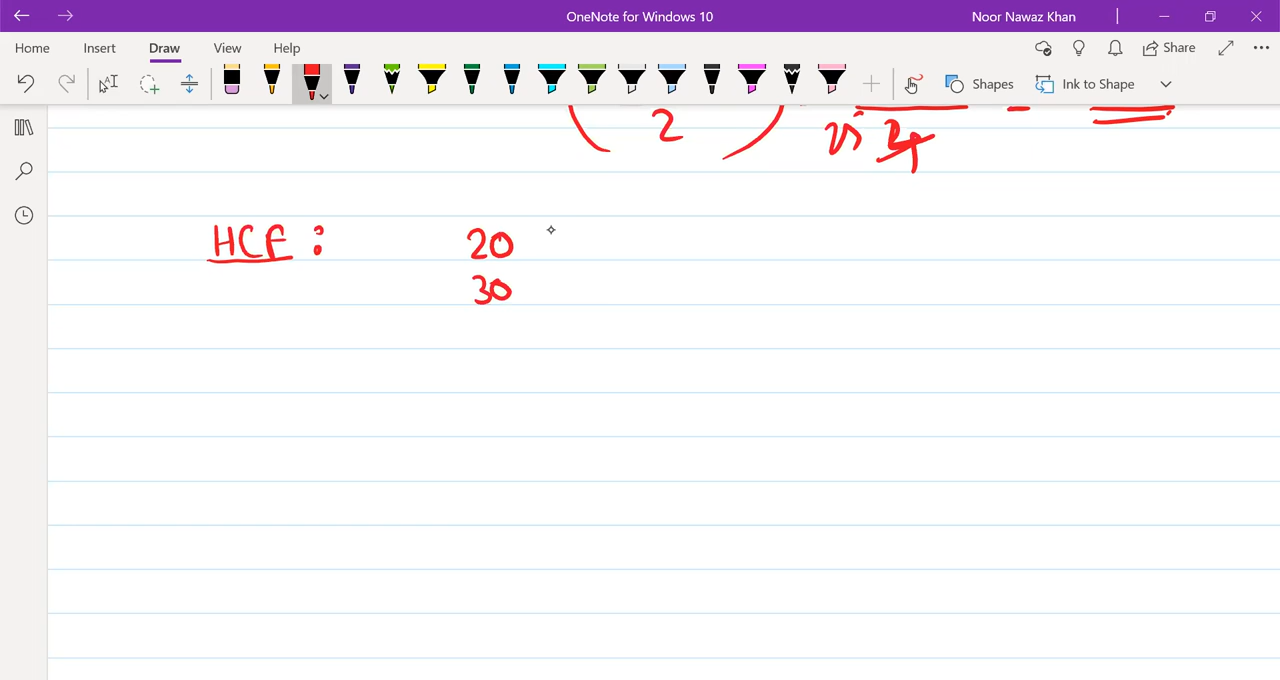 OneNote for Windows 10
Noor Nawaz Khan
Home Insert Draw View Help
Share
Shapes
Ink to Shape
2
HCF : 20
30